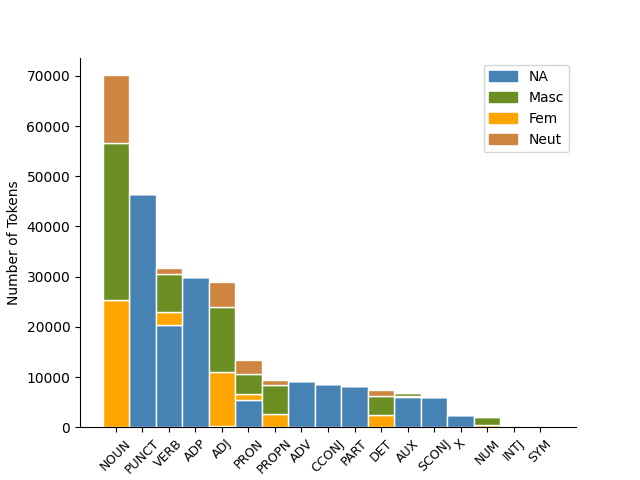 70000
60000
50000
40000
30000
20000
10000
0
Number of Tokens
NA
Masc
Fem
Neut
NOUN
PUNCT
VERB
ADP
ADJ
PRON
PROPN
ADV
CCONJ
PART
DET
AUX
SCONJ
X
NUM
INTJ
SYM